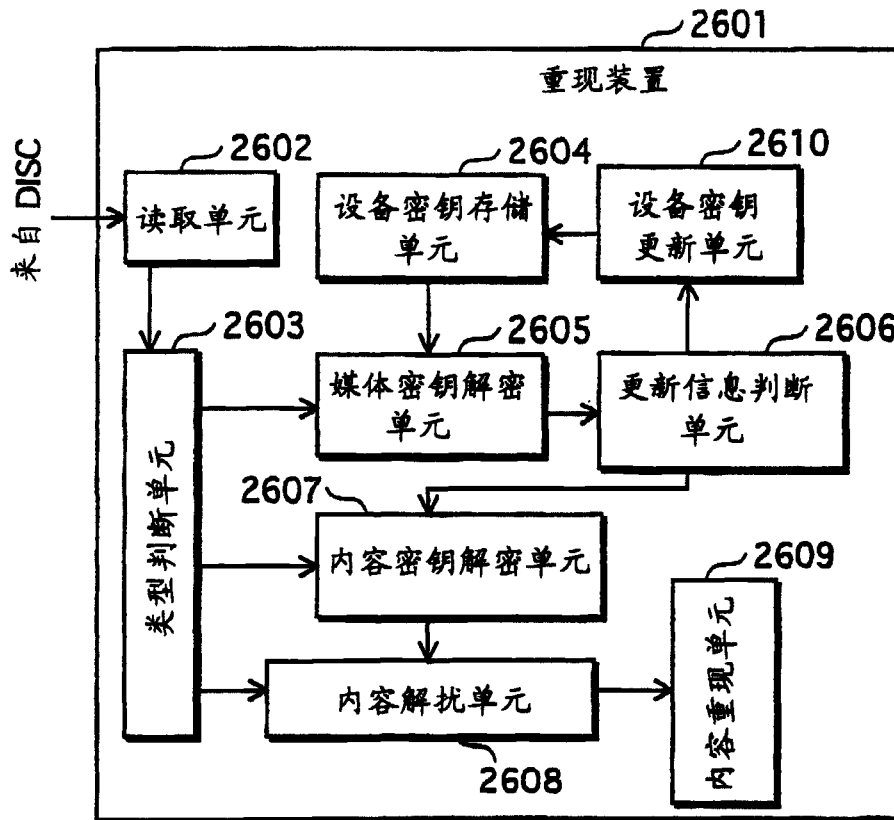 2601
重现装置
来自 DISC
2602
读取单元
2604
设备密钥存储
单元
2610
设备密钥
更新单元
2603
类型判断单元
2605
媒体密钥解密
单元
2606
更新信息判断
单元
2607
内容密钥解密单元
2609
内容重现单元
内容解扰单元
2608